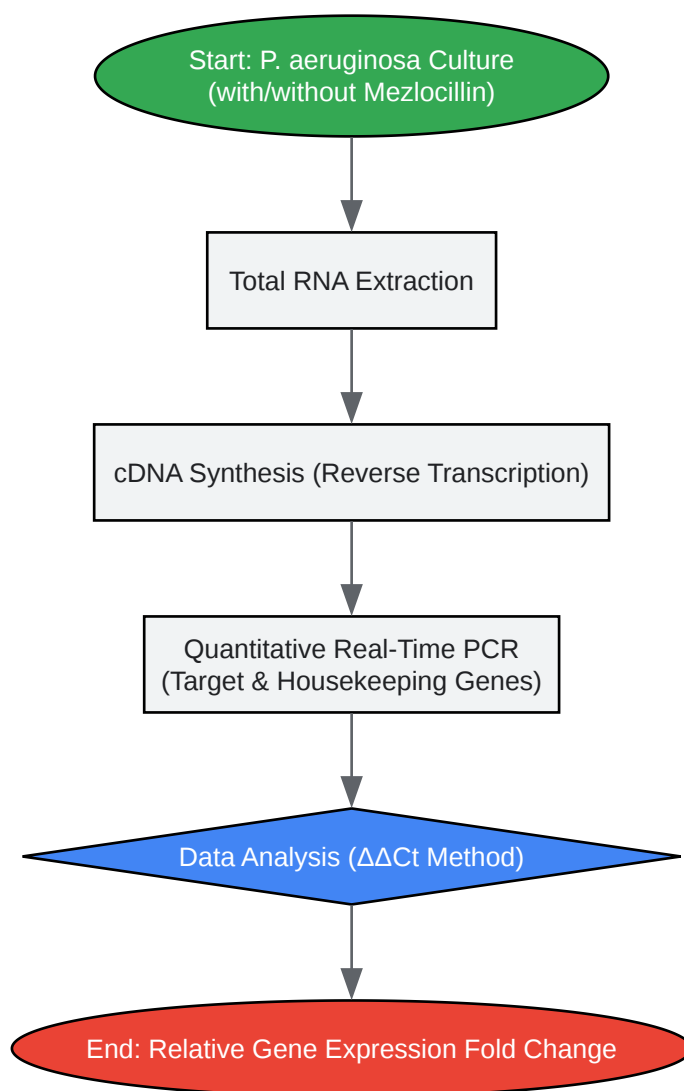 Start: P. aeruginosa Culture
(with/without Mezlocillin)
Total RNA Extraction
cDNA Synthesis (Reverse Transcription)
Quantitative Real-Time PCR
(Target & Housekeeping Genes)
Data Analysis (ΔΔCt Method)
End: Relative Gene Expression Fold Change